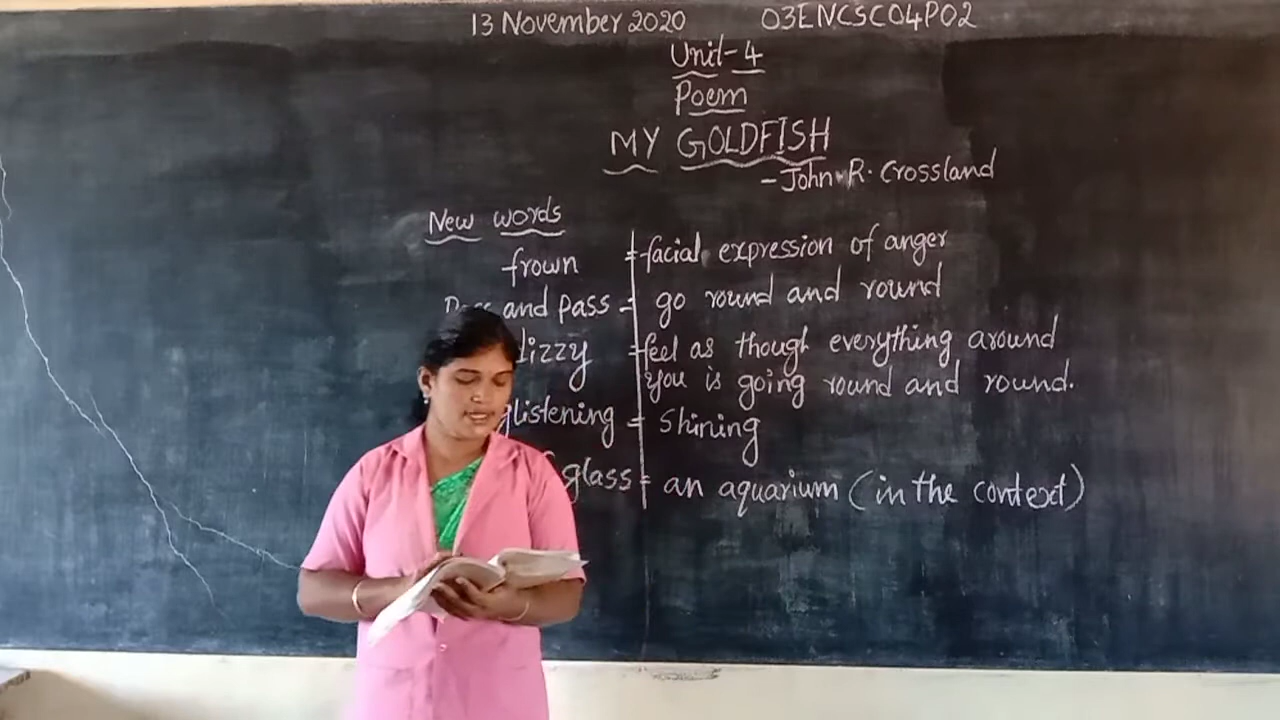 13 November 2020 03ENCSC04P02
Unit-4
Poem
MY GOLDFISH
- John R. Crossland
New words
frown = facial expression of anger
and pass = go round and round
dizzy = feel as though everything around
you is going round and round.
glistening = Shining
glass = an aquarium (in the context)